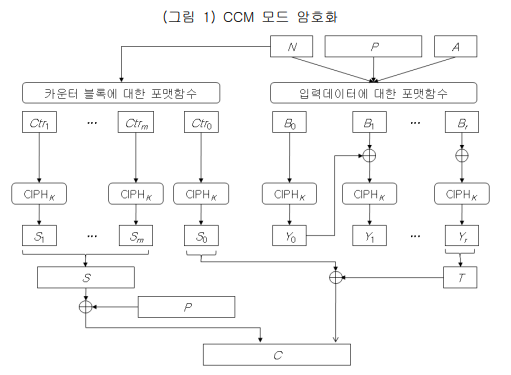 (그림 1) CCM 모드 암호화
N P A
카운터 블록에 대한 포맷함수 입력데이터에 대한 포맷함수
Ctr1 ... Ctrm Ctr0 B0 B1 ... Br
CIPHK CIPHK CIPHK CIPHK CIPHK CIPHK
S1 ... Sm S0 Y0 Y1 ... Yr
S T
P
C